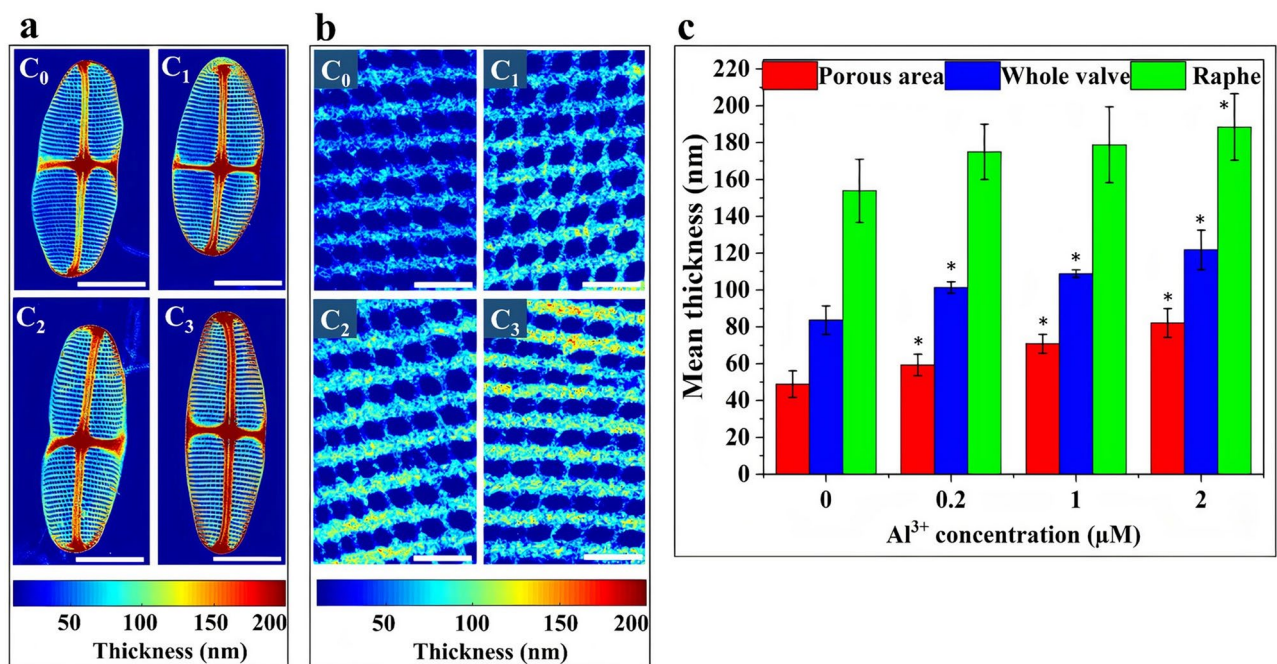 a
C0
C1
C2
C3
50 100 150 200
Thickness (nm)
b
C0
C1
C2
C3
50 100 150 200
Thickness (nm)
c
Porous area Whole valve Raphe
220
200
180
160
140
120
100
80
60
40
20
0
Mean thickness (nm)
*
*
*
*
*
*
*
0 0.2 1 2
Al³⁺ concentration (μM)